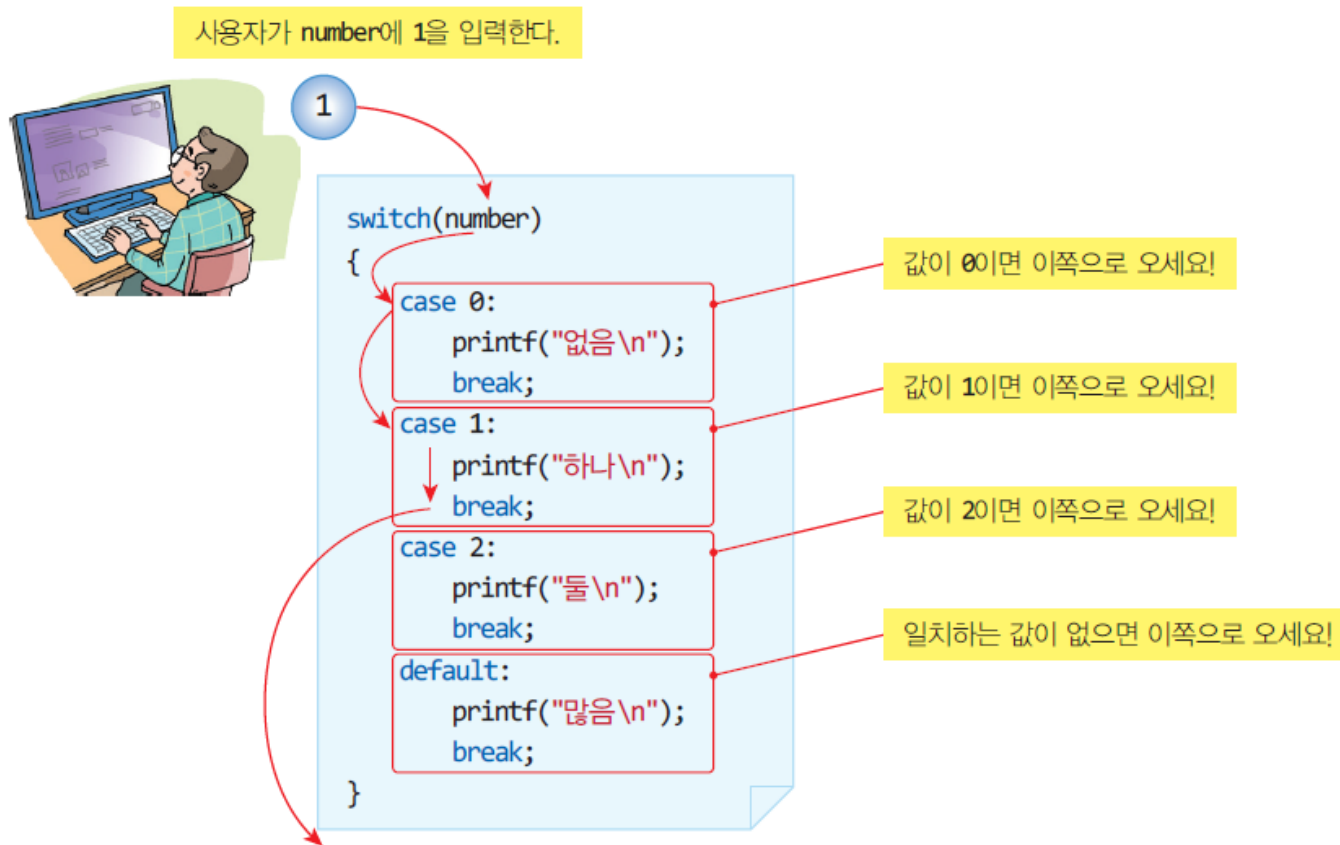 사용자가 number에 1을 입력한다.
1
switch(number)
{
case 0:
printf("없음\n");
break;
case 1:
printf("하나\n");
break;
case 2:
printf("둘\n");
break;
default:
printf("많음\n");
break;
}
값이 0이면 이쪽으로 오세요!
값이 1이면 이쪽으로 오세요!
값이 2이면 이쪽으로 오세요!
일치하는 값이 없으면 이쪽으로 오세요!